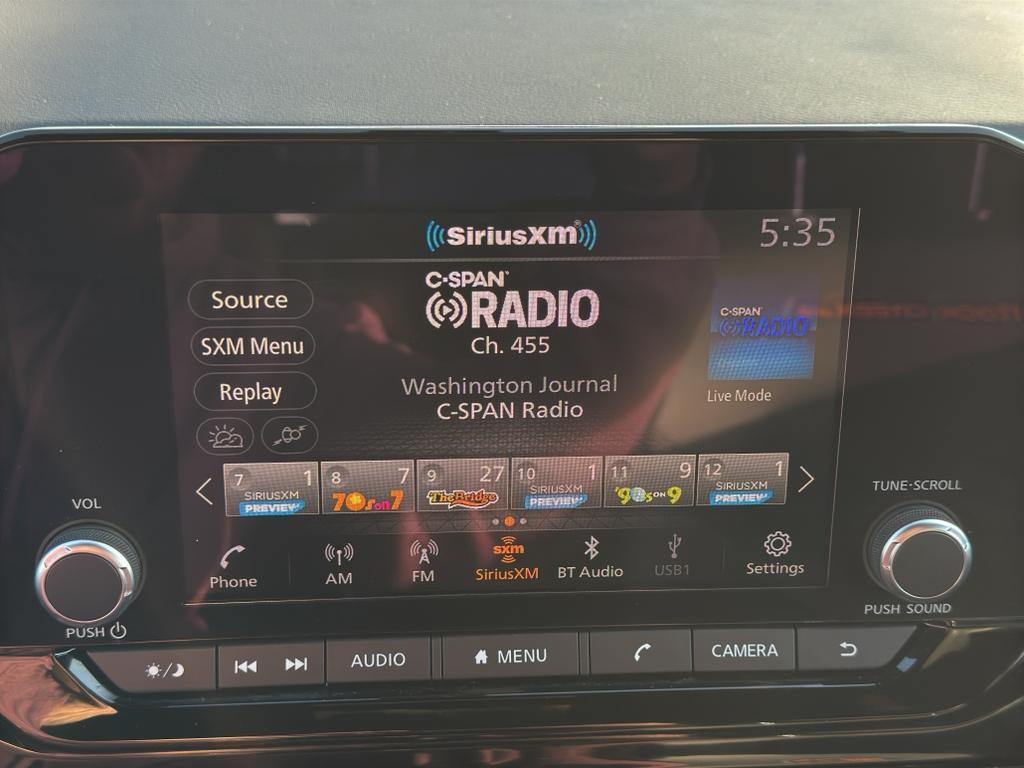 SiriusXM
5:35
Source
C-SPAN
RADIO
Ch. 455
C-SPAN
RADIO
SXM Menu
Replay
Washington Journal
C-SPAN Radio
Live Mode
7 1
SIRIUSXM
PREVIEW
8 7
70s on 7
9 27
The Bridge
10 1
SIRIUSXM
PREVIEW
11 9
90s ON 9
12 1
SIRIUSXM
PREVIEW
VOL
TUNE·SCROLL
Phone
AM
FM
sxm
SiriusXM
BT Audio
USB1
Settings
PUSH
PUSH SOUND
AUDIO
MENU
CAMERA